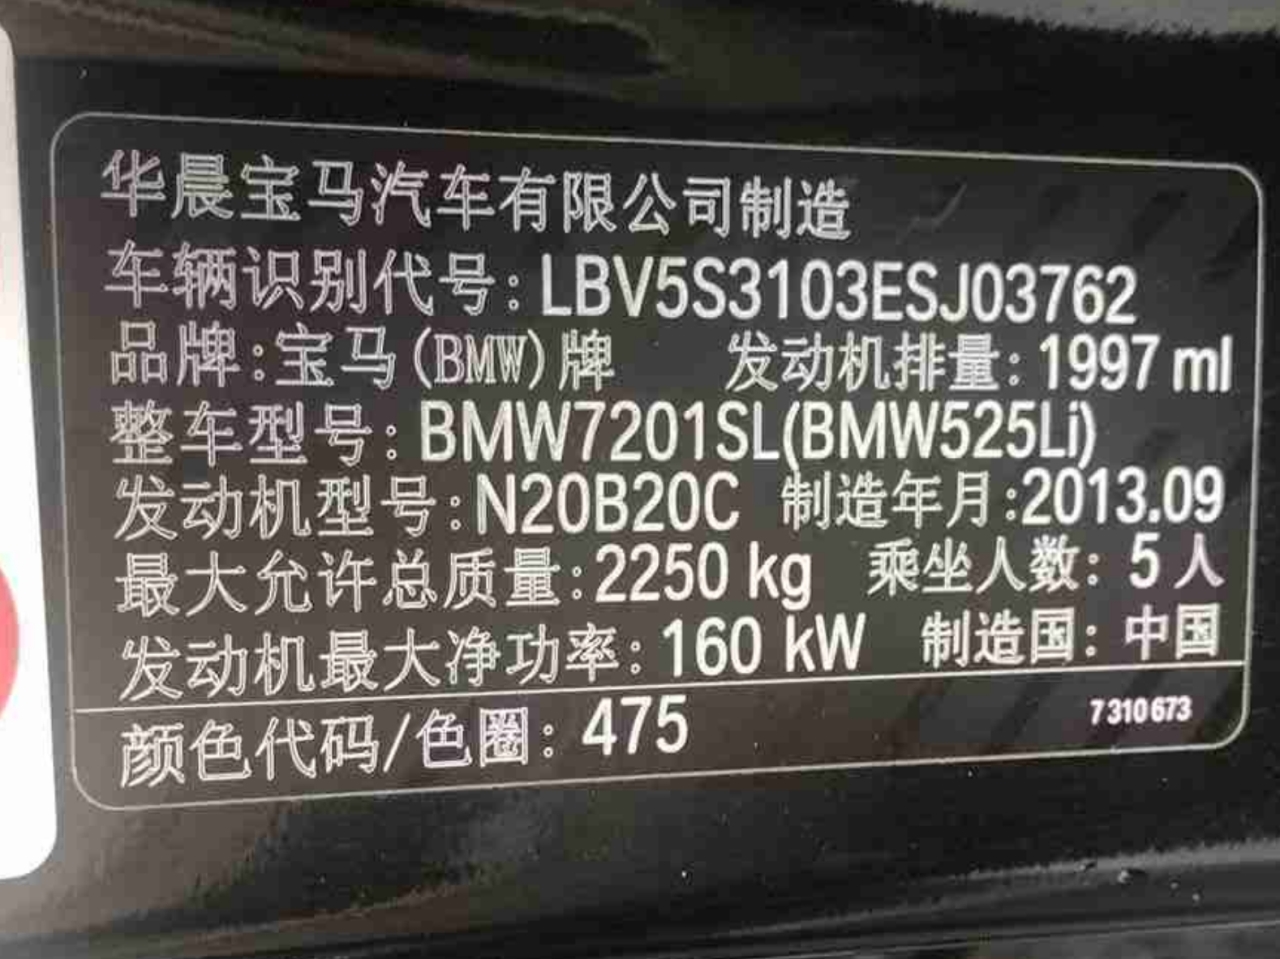 华晨宝马汽车有限公司制造
车辆识别代号:LBV5S3103ESJ03762
品牌:宝马(BMW)牌 发动机排量:1997 ml
整车型号:BMW7201SL(BMW525Li)
发动机型号:N20B20C 制造年月:2013.09
最大允许总质量:2250 kg 乘坐人数:5人
发动机最大净功率:160 kW 制造国:中国
颜色代码/色圈:475 7310673